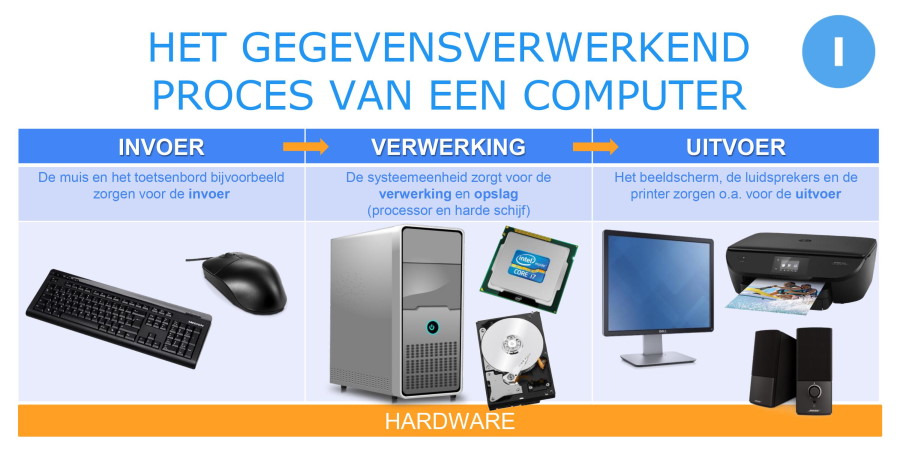 HET GEGEVENSVERWERKEND
PROCES VAN EEN COMPUTER
I
INVOER
VERWERKING
UITVOER
De muis en het toetsenbord bijvoorbeeld
zorgen voor de invoer
De systeemeenheid zorgt voor de
verwerking en opslag
(processor en harde schijf)
Het beeldscherm, de luidsprekers en de
printer zorgen o.a. voor de uitvoer
intel
CORE i7
DELL
hp
HARDWARE